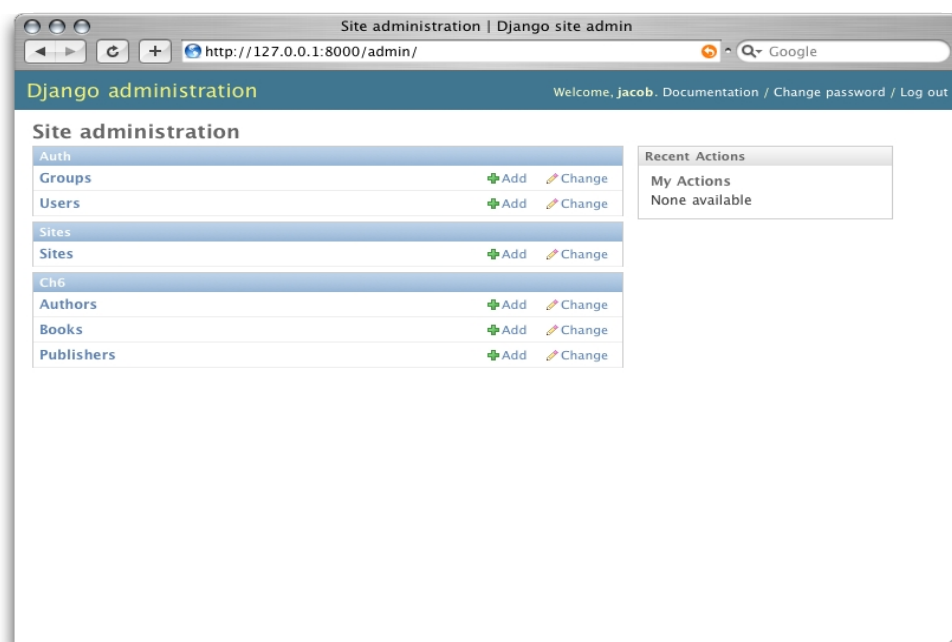 Site administration | Django site admin
http://127.0.0.1:8000/admin/
Google
Django administration
Welcome, jacob. Documentation / Change password / Log out
Site administration
Auth
Groups Add Change
Users Add Change
Sites
Sites Add Change
Ch6
Authors Add Change
Books Add Change
Publishers Add Change
Recent Actions
My Actions
None available